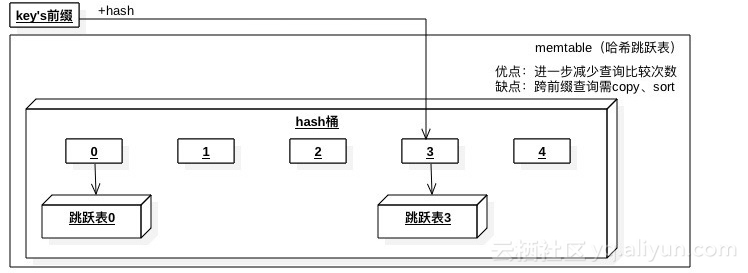 key's前缀
+hash
memtable（哈希跳跃表）
优点：进一步减少查询比较次数
缺点：跨前缀查询需copy、sort
hash桶
0
1
2
3
4
跳跃表0
跳跃表3
云栖社区 yq.aliyun.com